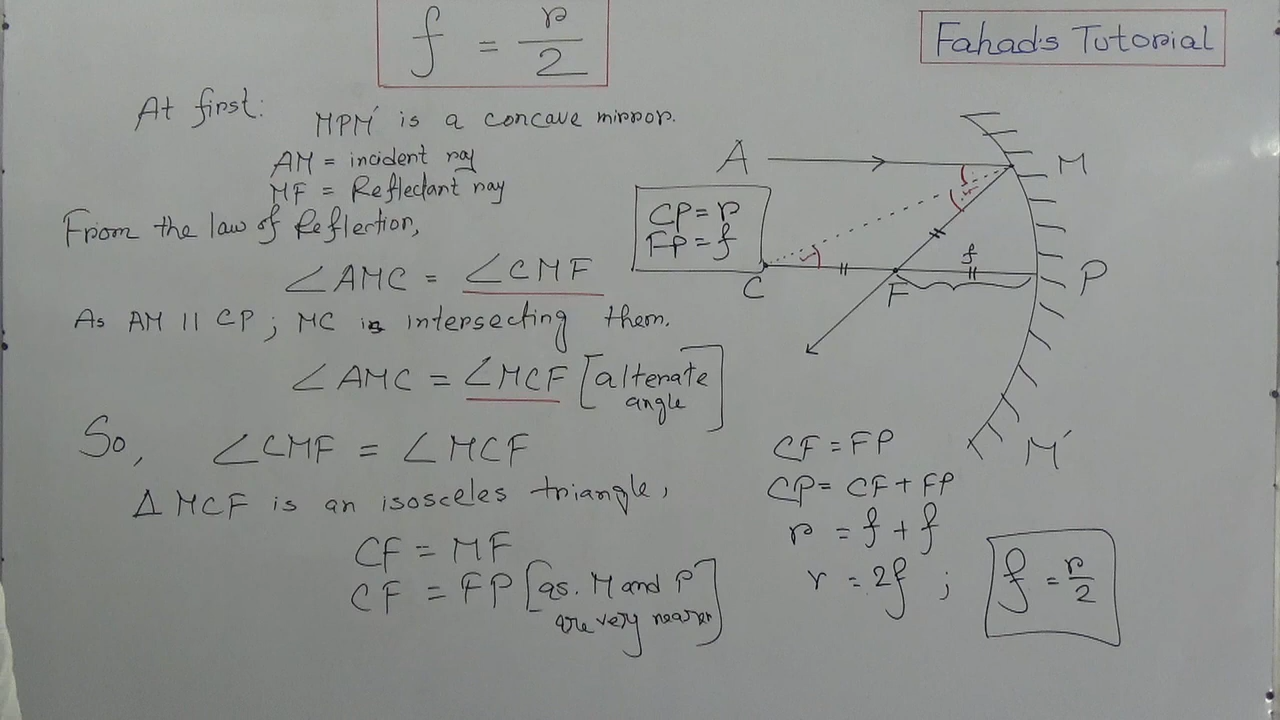 f = r/2
Fahad's Tutorial
At first:
MPM′ is a concave mirror.
AM = incident ray
MF = Reflectant ray
From the law of Reflection,
∠AMC = ∠CMF
As AM || CP; MC is intersecting them.
∠AMC = ∠MCF [alternate angle]
So, ∠CMF = ∠MCF
Δ MCF is an isosceles triangle,
CF = MF
CF = FP [as. M and P are very nearer]
A
M
CP = r
FP = f
C
F
f
P
M′
CF = FP
CP = CF + FP
r = f + f
r = 2f ;
f = r/2